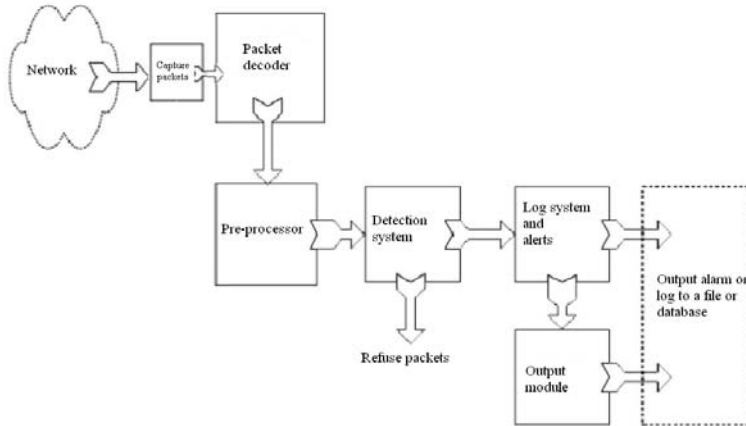 Network
Capture
packets
Packet
decoder
Pre-processor
Detection
system
Log system
and
alerts
Refuse packets
Output
module
Output alarm or
log to a file or
database